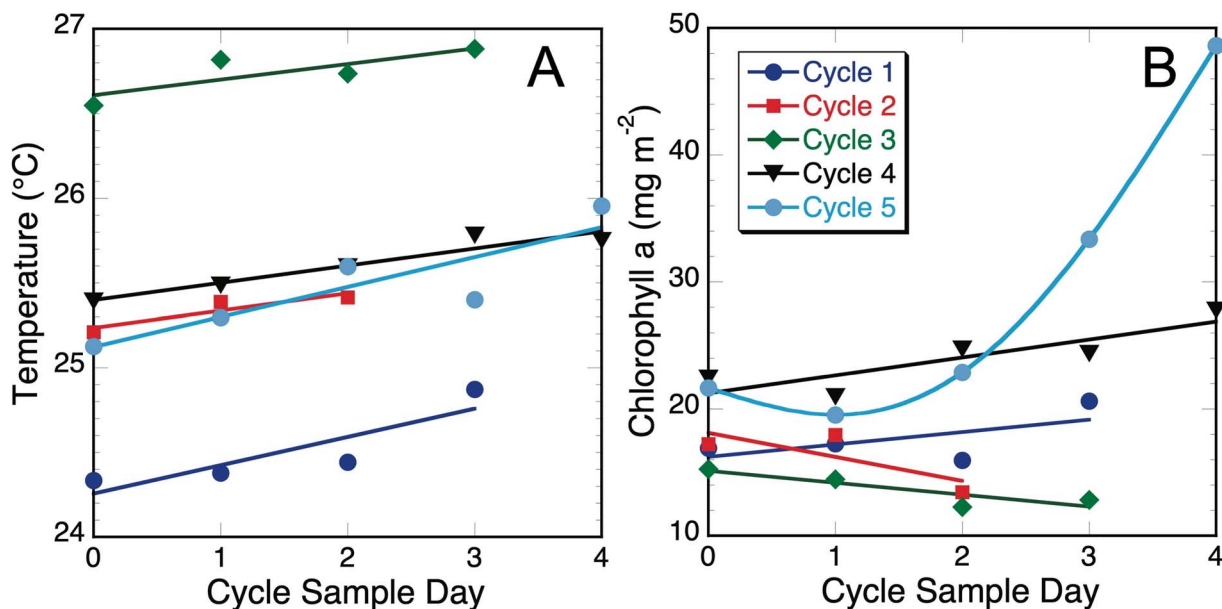 A
Temperature (°C)
27
26
25
24
0 1 2 3 4
Cycle Sample Day
B
Chlorophyll a (mg m⁻²)
50
40
30
20
10
Cycle 1
Cycle 2
Cycle 3
Cycle 4
Cycle 5
0 1 2 3 4
Cycle Sample Day